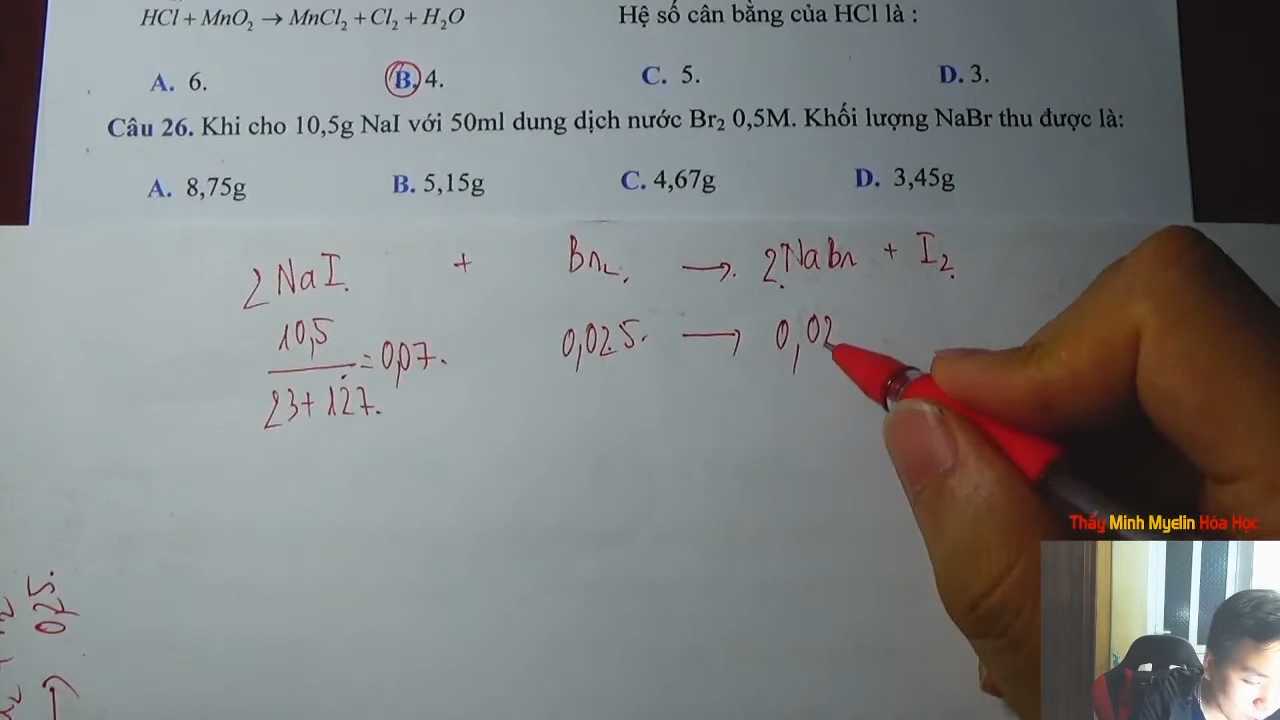 HCl + MnO₂ → MnCl₂ + Cl₂ + H₂O Hệ số cân bằng của HCl là :
A. 6. B. 4. C. 5. D. 3.
Câu 26. Khi cho 10,5g NaI với 50ml dung dịch nước Br₂ 0,5M. Khối lượng NaBr thu được là:
A. 8,75g B. 5,15g C. 4,67g D. 3,45g
2NaI + Br₂ → 2NaBr + I₂
10,5
= 0,07. 0,025. → 0,02
23+127.
025.
Thầy Minh Myelin Hóa Học